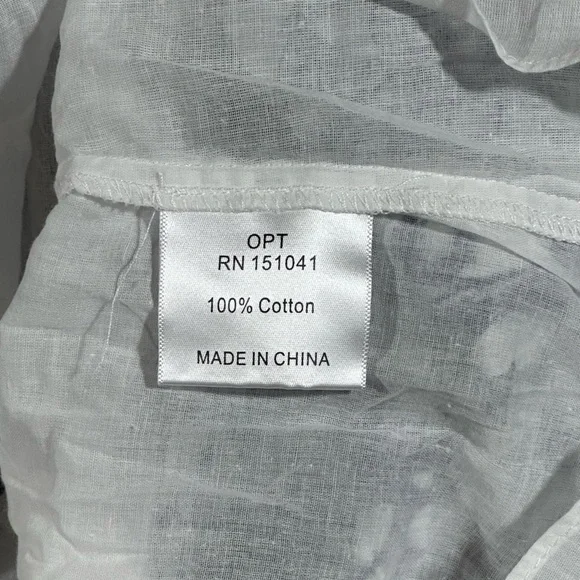 OPT
RN 151041
100% Cotton
MADE IN CHINA